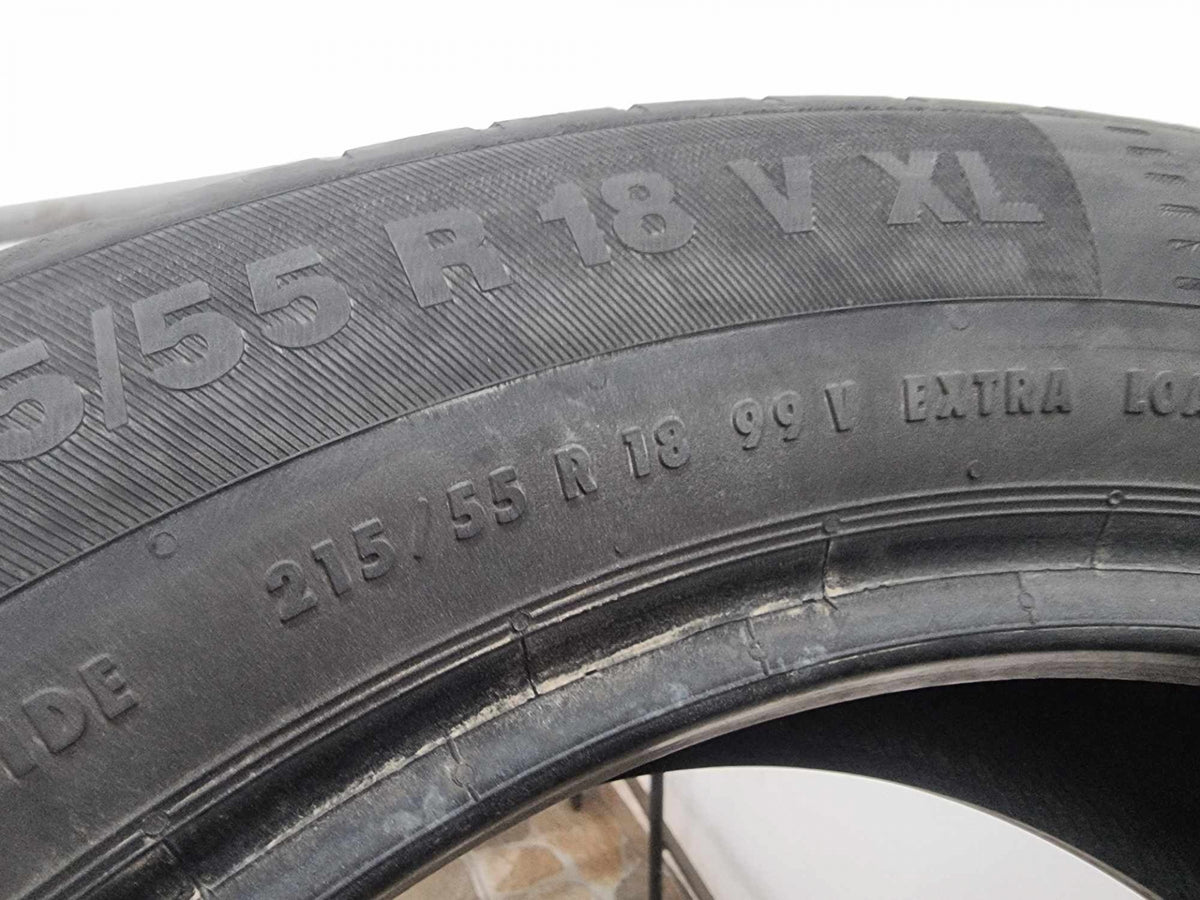 5/55 R 18 V XL
215/55 R 18 99 V EXTRA LOA
IDE